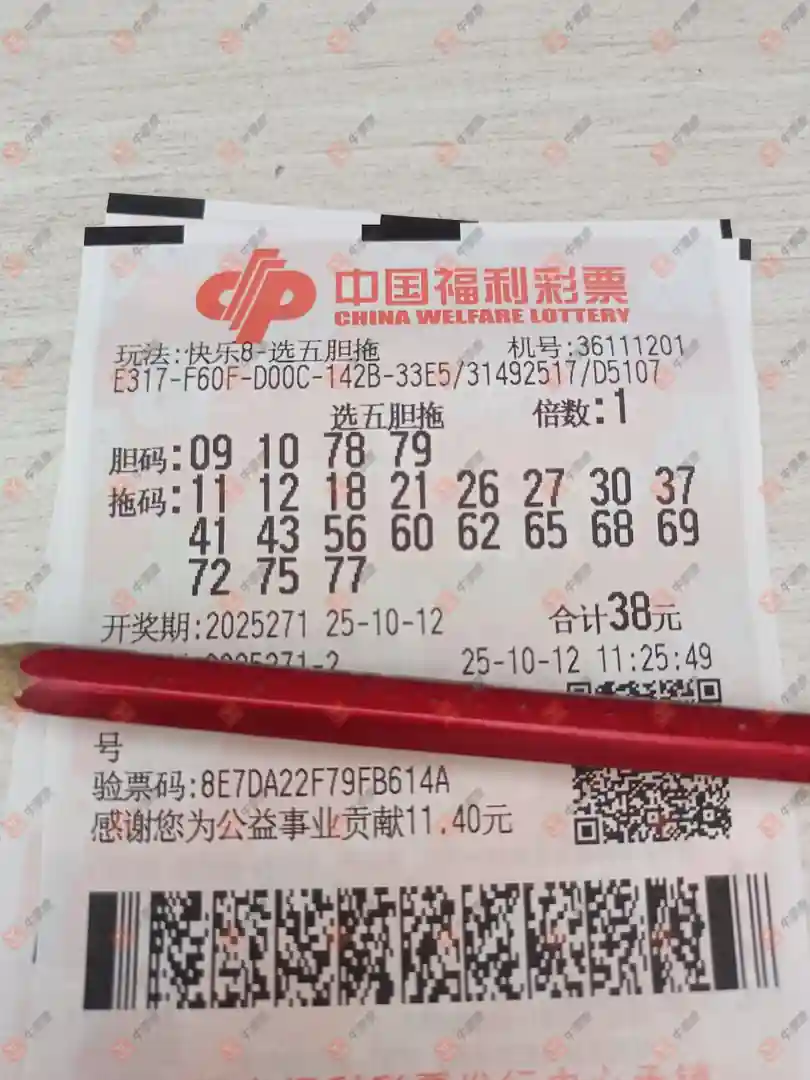 中国福利彩票
CHINA WELFARE LOTTERY
玩法:快乐8-选五胆拖 机号:36111201
E317-F60F-D00C-142B-33E5/31492517/D5107
选五胆拖 倍数:1
胆码:09 10 78 79
拖码:11 12 18 21 26 27 30 37
41 43 56 60 62 65 68 69
72 75 77
开奖期:2025271 25-10-12 合计38元
25-10-12 11:25:49
号
验票码:8E7DA22F79FB614A
感谢您为公益事业贡献11.40元